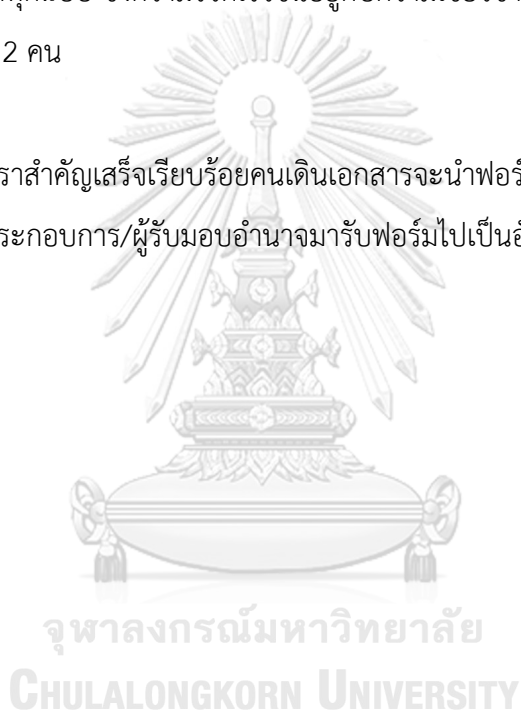 2 คน
ราสำคัญเสร็จเรียบร้อยคนเดินเอกสารจะนำฟอร์
ระกอบการ/ผู้รับมอบอำนาจมารับฟอร์มไปเป็นอั
จุฬาลงกรณ์มหาวิทยาลัย
CHULALONGKORN UNIVERSITY